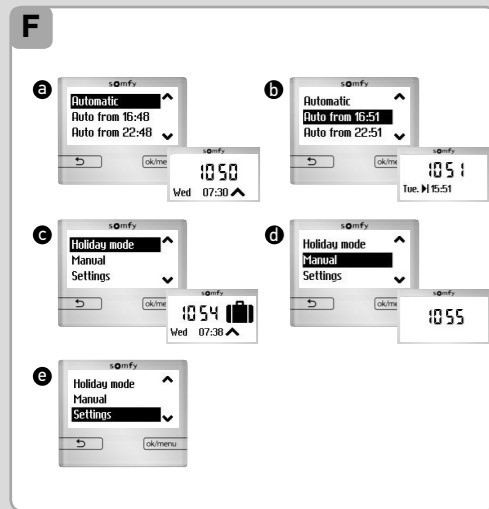 F
a
somfy
Automatic
Auto from 16:48
Auto from 22:48
ok/me
somfy
10 50
Wed 07:30
b
somfy
Automatic
Auto from 16:51
Auto from 22:51
ok/me
somfy
10 51
Tue. 15:51
c
somfy
Holiday mode
Manual
Settings
ok/me
somfy
10 54
Wed 07:38
d
somfy
Holiday mode
Manual
Settings
ok/me
somfy
10 55
e
somfy
Holiday mode
Manual
Settings
ok/menu